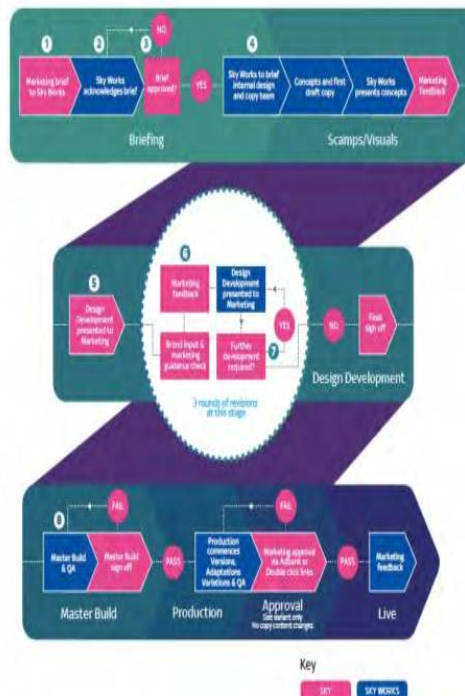 NO
1
2
3
4
Marketing brief
to Sky Works
Sky Works
acknowledges brief
Brief
approved?
YES
Sky Works to brief
internal design
and copy team
Concepts and first
draft copy
Sky Works
presents concepts
Marketing
Feedback
Briefing
Scamps/Visuals
5
6
Design
Development
presented to
Marketing
Marketing
feedback
Design
Development
presented to
Marketing
Brand input &
marketing
guidance check
Further
development
required?
YES
7
NO
Final
sign off
3 rounds of revisions
at this stage
Design Development
8
FAIL
FAIL
Master Build
& QA
Master Build
sign off
PASS
Production
commences
Versions,
Adaptations
Variations & QA
Marketing approval
via Adbank or
Double click links
PASS
Marketing
feedback
Master Build
Production
Approval
variant only
No copy content changes
Live
Key
SKY
SKY WORKS